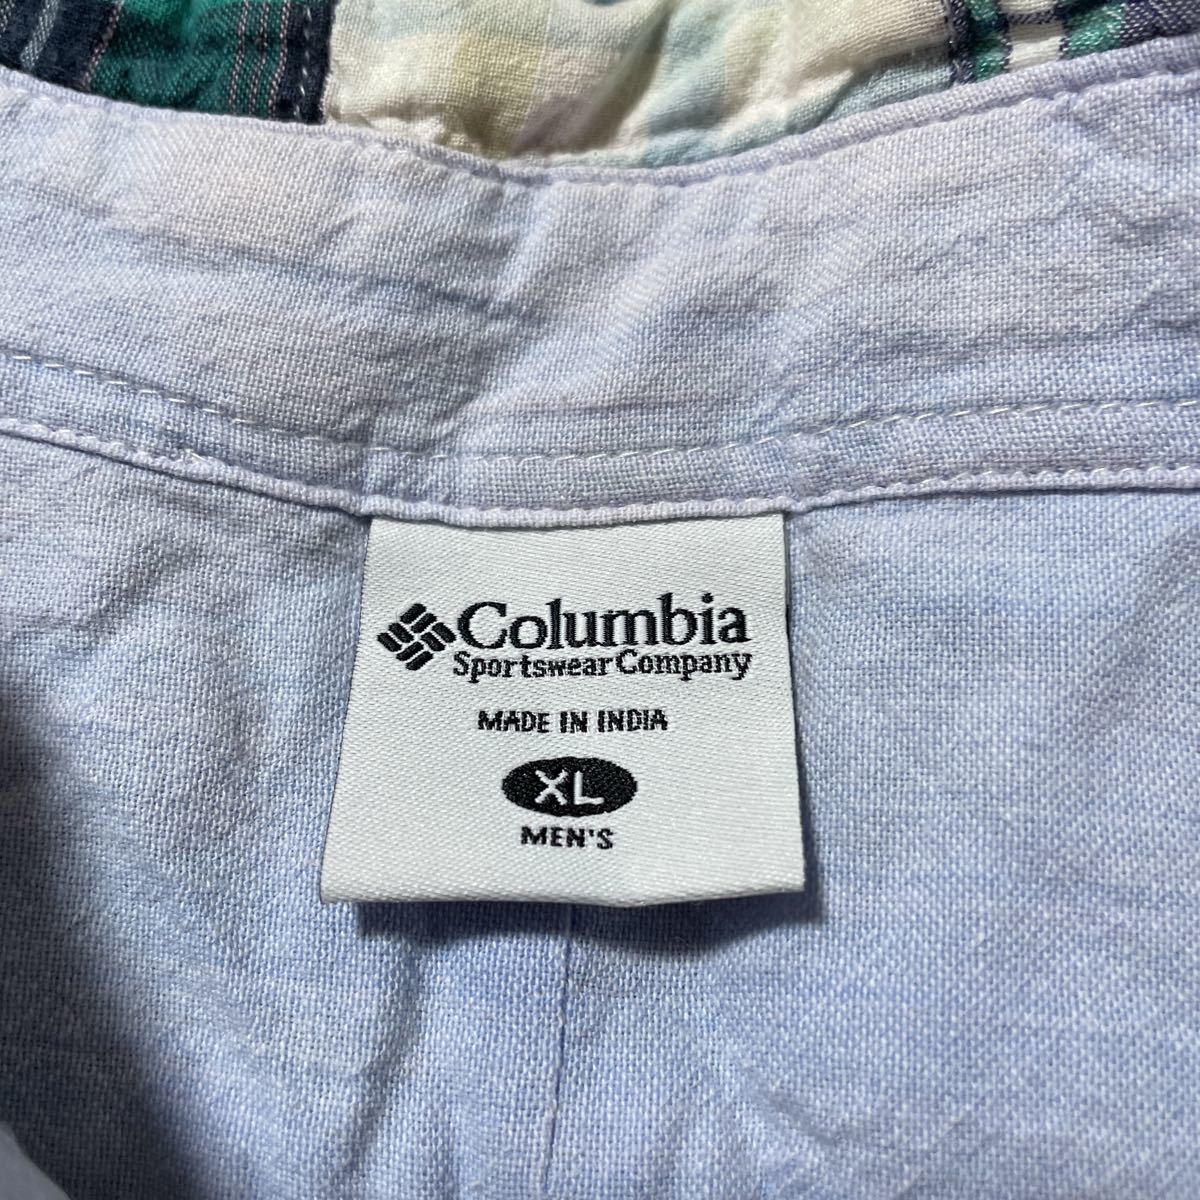 Columbia
Sportswear Company
MADE IN INDIA
XL
MEN'S